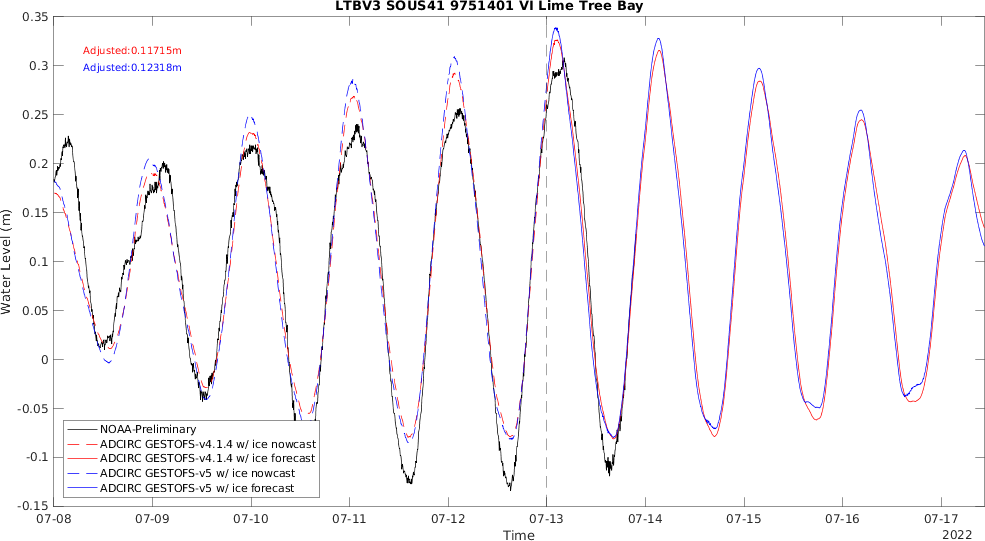 LTBV3 SOUS41 9751401 VI Lime Tree Bay
Adjusted:0.11715m
Adjusted:0.12318m
Water Level (m)
0.35
0.3
0.25
0.2
0.15
0.1
0.05
0
-0.05
-0.1
-0.15
NOAA-Preliminary
ADCIRC GESTOFS-v4.1.4 w/ ice nowcast
ADCIRC GESTOFS-v4.1.4 w/ ice forecast
ADCIRC GESTOFS-v5 w/ ice nowcast
ADCIRC GESTOFS-v5 w/ ice forecast
07-08 07-09 07-10 07-11 07-12 07-13 07-14 07-15 07-16 07-17
Time
2022